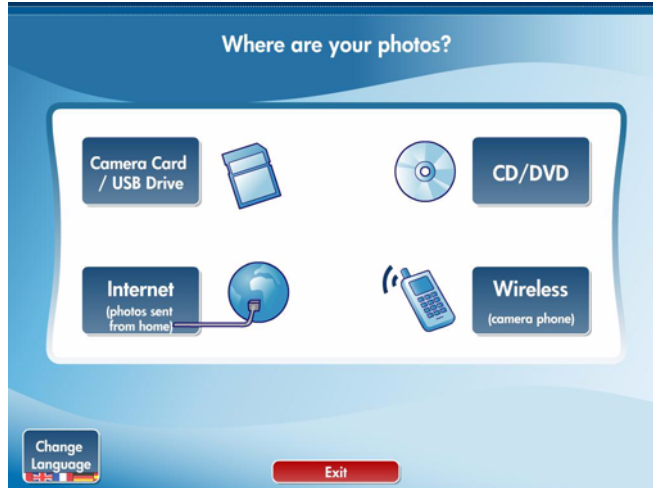 Where are your photos?
Camera Card
/ USB Drive
CD/DVD
Internet
(photos sent
from home)
Wireless
(camera phone)
Change
Language
Exit